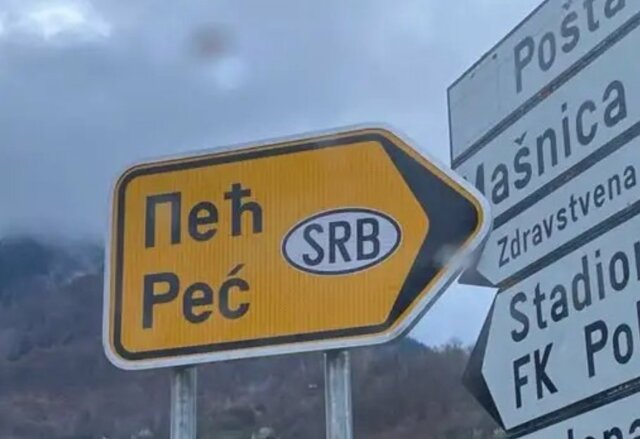 Пећ
Peć
SRB
Pošta
Mašnica
Zdravstvena
Stadion
FK